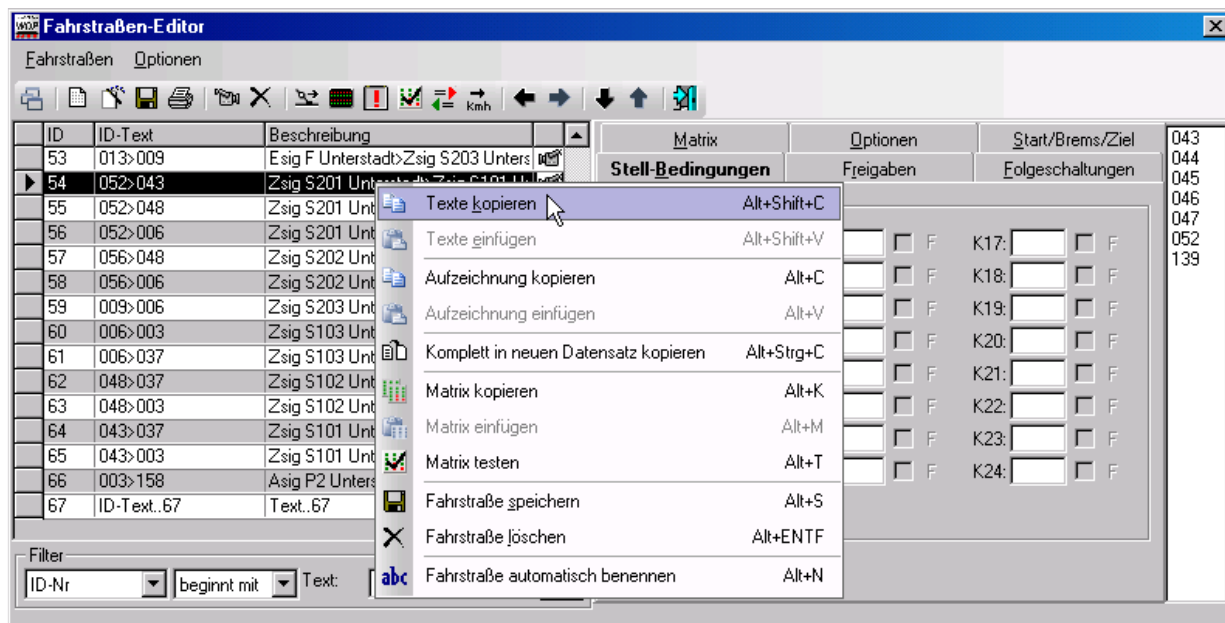 Fahrstraßen-Editor
Fahrstraßen Optionen
Kmh
ID ID-Text Beschreibung
53 013>009 Esig F Unterstadt>Zsig S203 Unters
54 052>043 Zsig S201
55 052>048 Zsig S201 Unt
56 052>006 Zsig S201 Unt
57 056>048 Zsig S202 Unt
58 056>006 Zsig S202 Unt
59 009>006 Zsig S203 Unt
60 006>003 Zsig S103 Unt
61 006>037 Zsig S103 Unt
62 048>037 Zsig S102 Unt
63 048>003 Zsig S102 Unt
64 043>037 Zsig S101 Unt
65 043>003 Zsig S101 Unt
66 003>158 Asig P2 Unters
67 ID-Text..67 Text..67
Filter
ID-Nr beginnt mit Text:
Texte kopieren Alt+Shift+C
Texte einfügen Alt+Shift+V
Aufzeichnung kopieren Alt+C
Aufzeichnung einfügen Alt+V
Komplett in neuen Datensatz kopieren Alt+Strg+C
Matrix kopieren Alt+K
Matrix einfügen Alt+M
Matrix testen Alt+T
Fahrstraße speichern Alt+S
Fahrstraße löschen Alt+ENTF
abc Fahrstraße automatisch benennen Alt+N
Matrix Optionen Start/Brems/Ziel
Stell-Bedingungen Freigaben Folgeschaltungen
F K17: F
F K18: F
F K19: F
F K20: F
F K21: F
F K22: F
F K23: F
F K24: F
043
044
045
046
047
052
139